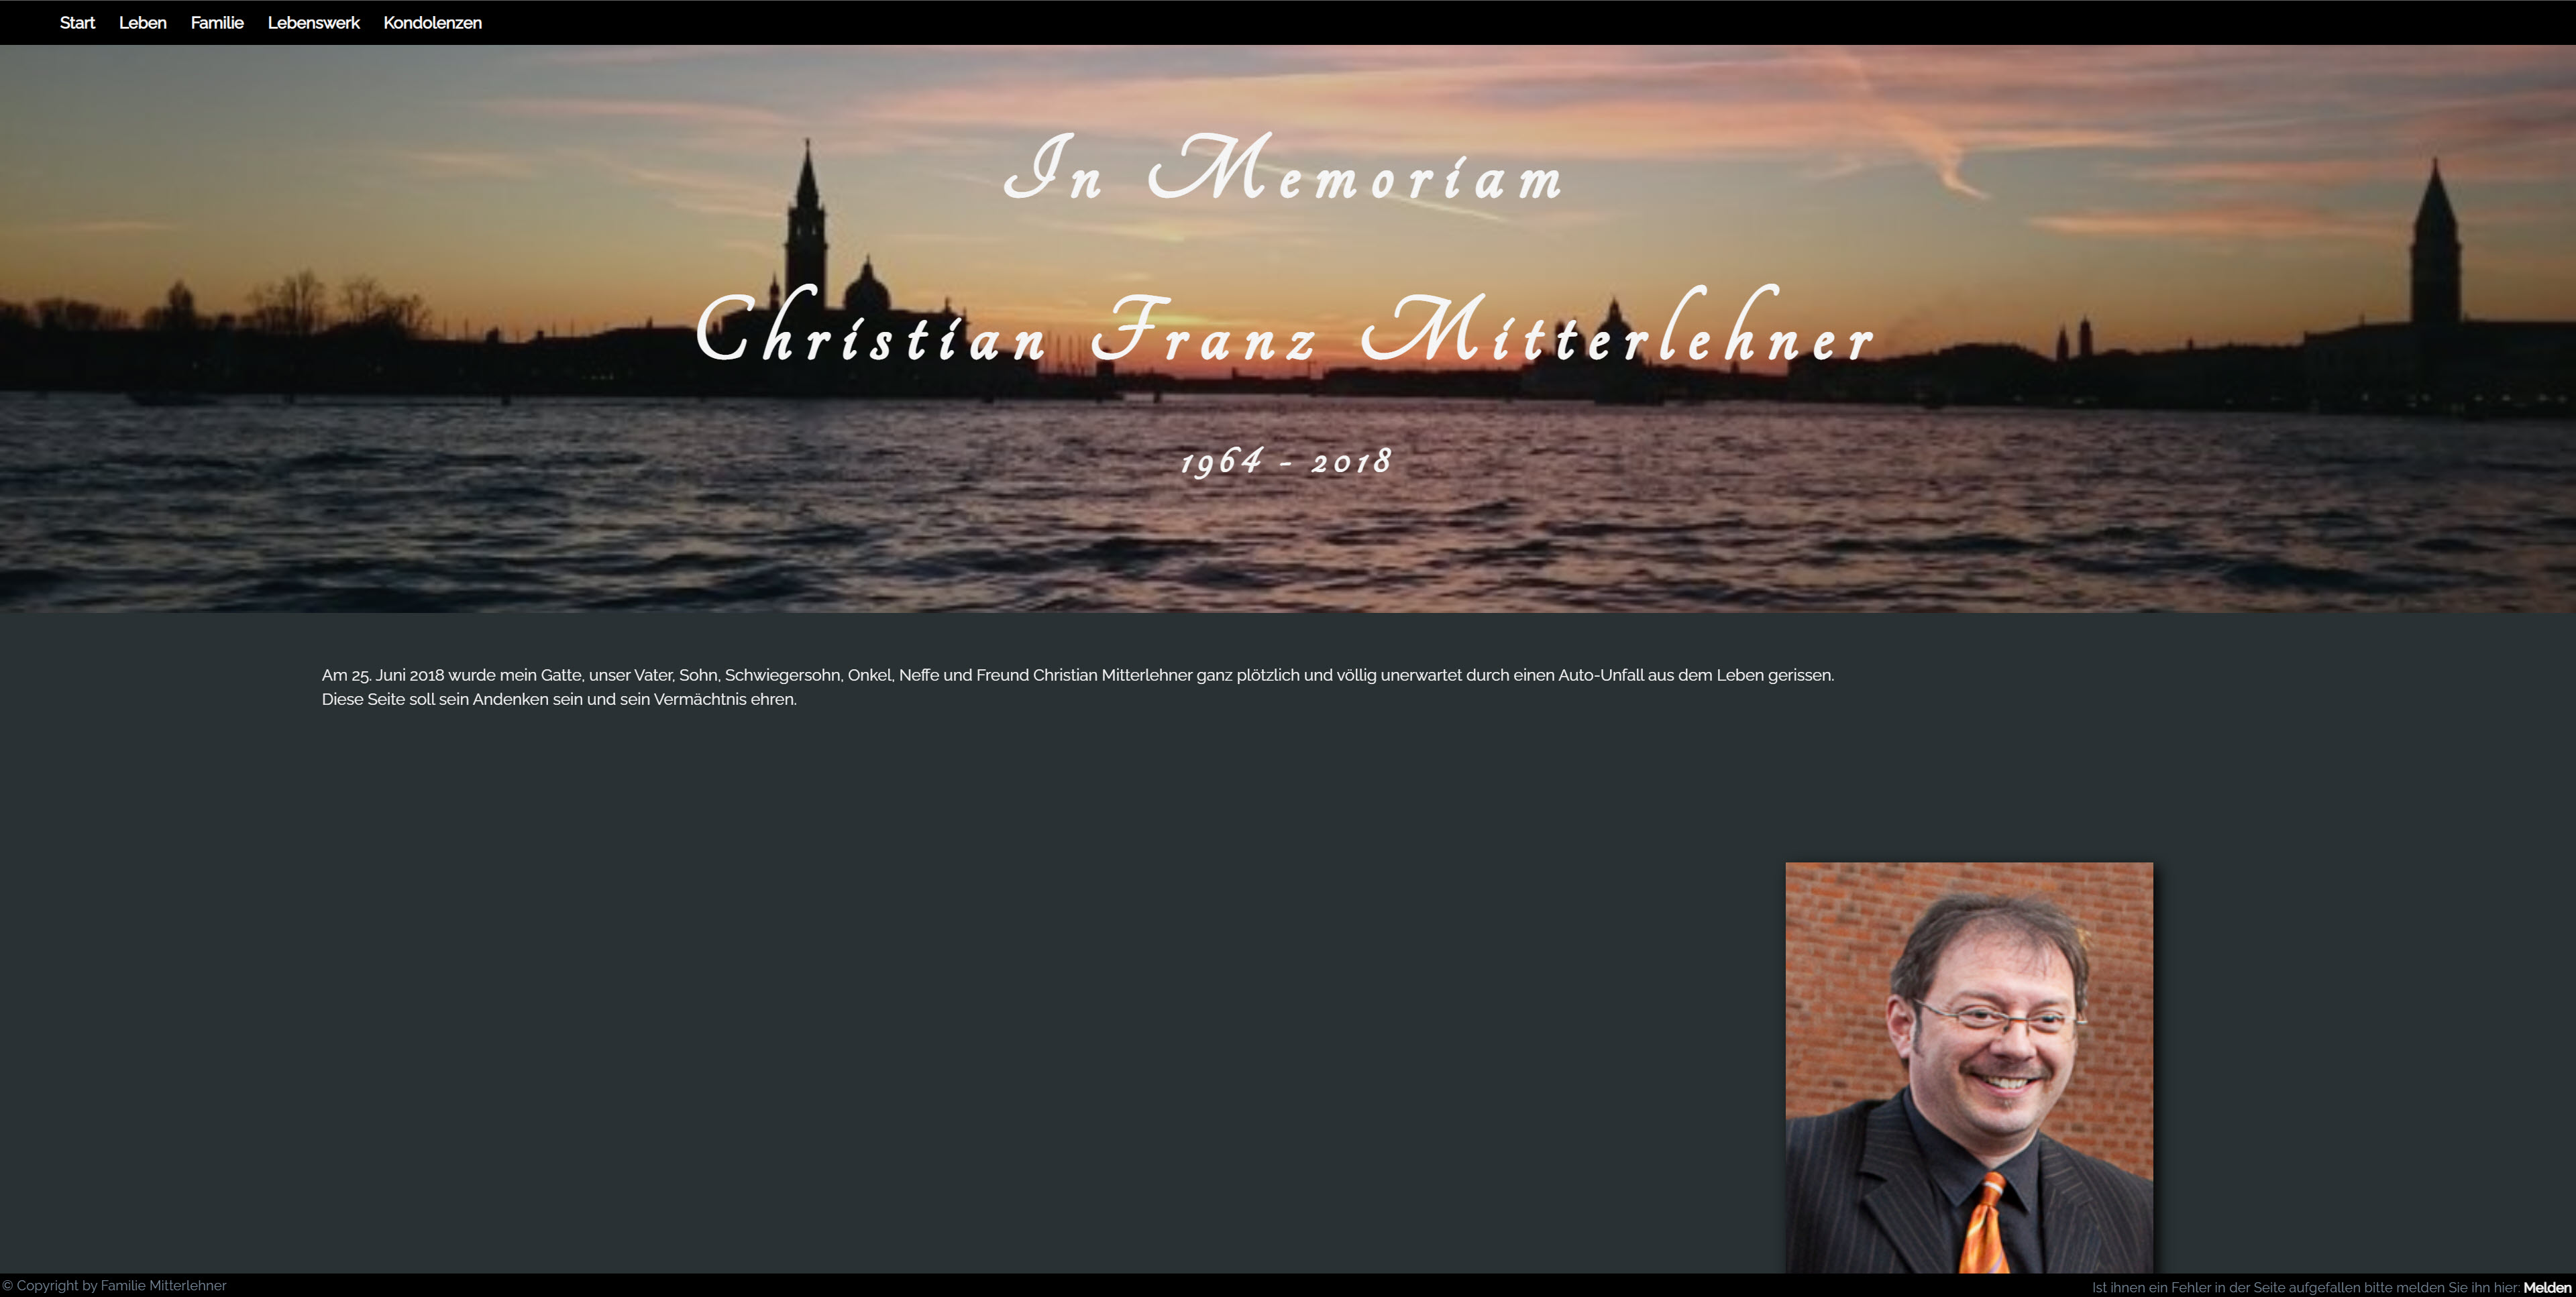 Start Leben Familie Lebenswerk Kondolenzen
In Memoriam
Christian Franz Mitterlehner
1964 - 2018
Am 25. Juni 2018 wurde mein Gatte, unser Vater, Sohn, Schwiegersohn, Onkel, Neffe und Freund Christian Mitterlehner ganz plötzlich und völlig unerwartet durch einen Auto-Unfall aus dem Leben gerissen.
Diese Seite soll sein Andenken sein und sein Vermächtnis ehren.
© Copyright by Familie Mitterlehner
Ist ihnen ein Fehler in der Seite aufgefallen bitte melden Sie ihn hier: Melden